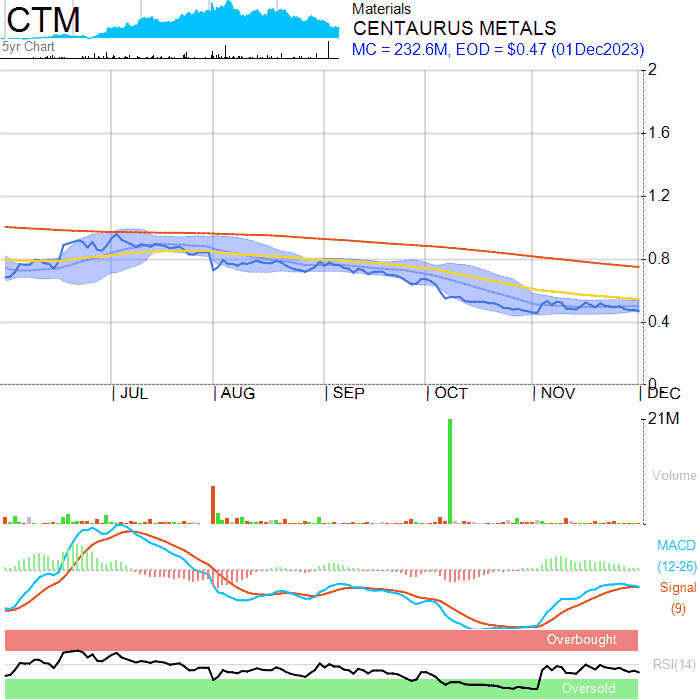 CTM
5yr Chart
Materials
CENTAURUS METALS
MC = 232.6M, EOD = $0.47 (01Dec2023)
2
1.6
1.2
0.8
0.4
0
JUL
AUG
SEP
OCT
NOV
DEC
21M
Volume
MACD
(12-26)
Signal
(9)
Overbought
RSI(14)
Oversold